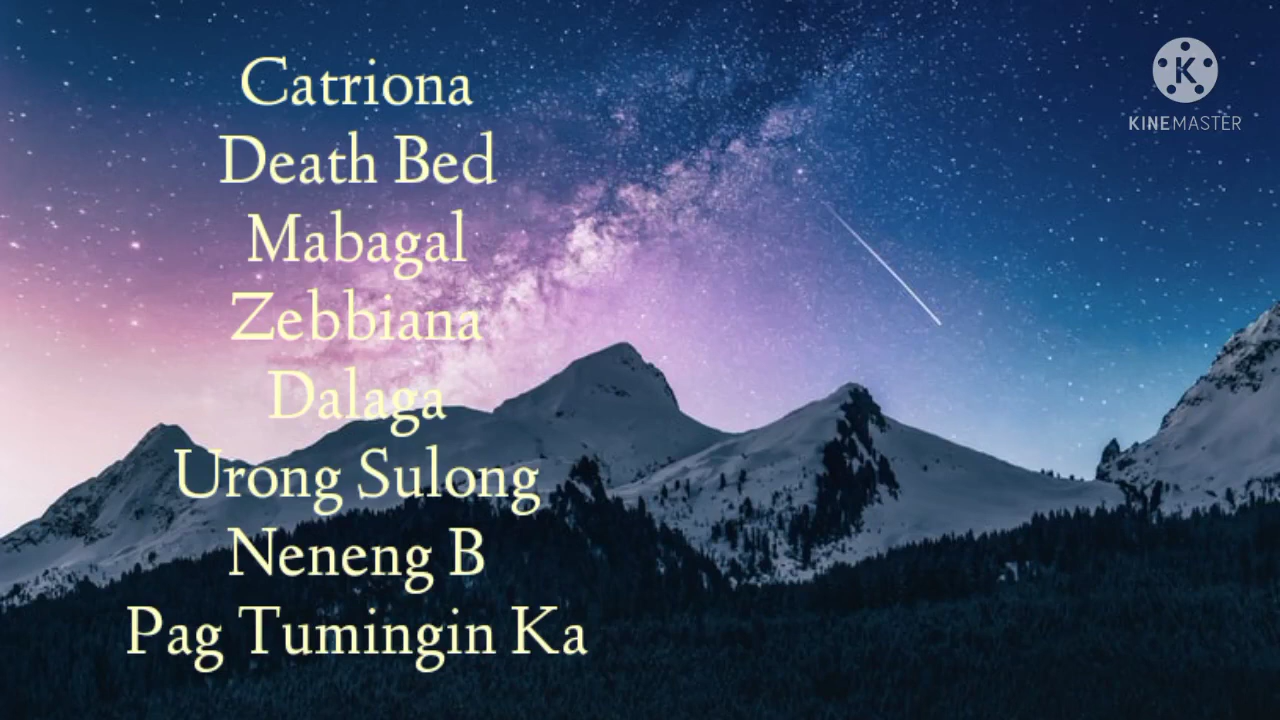 Catriona
Death Bed
Mabagal
Zebbiana
Dalaga
Urong Sulong
Neneng B
Pag Tumingin Ka
K
KINEMASTER